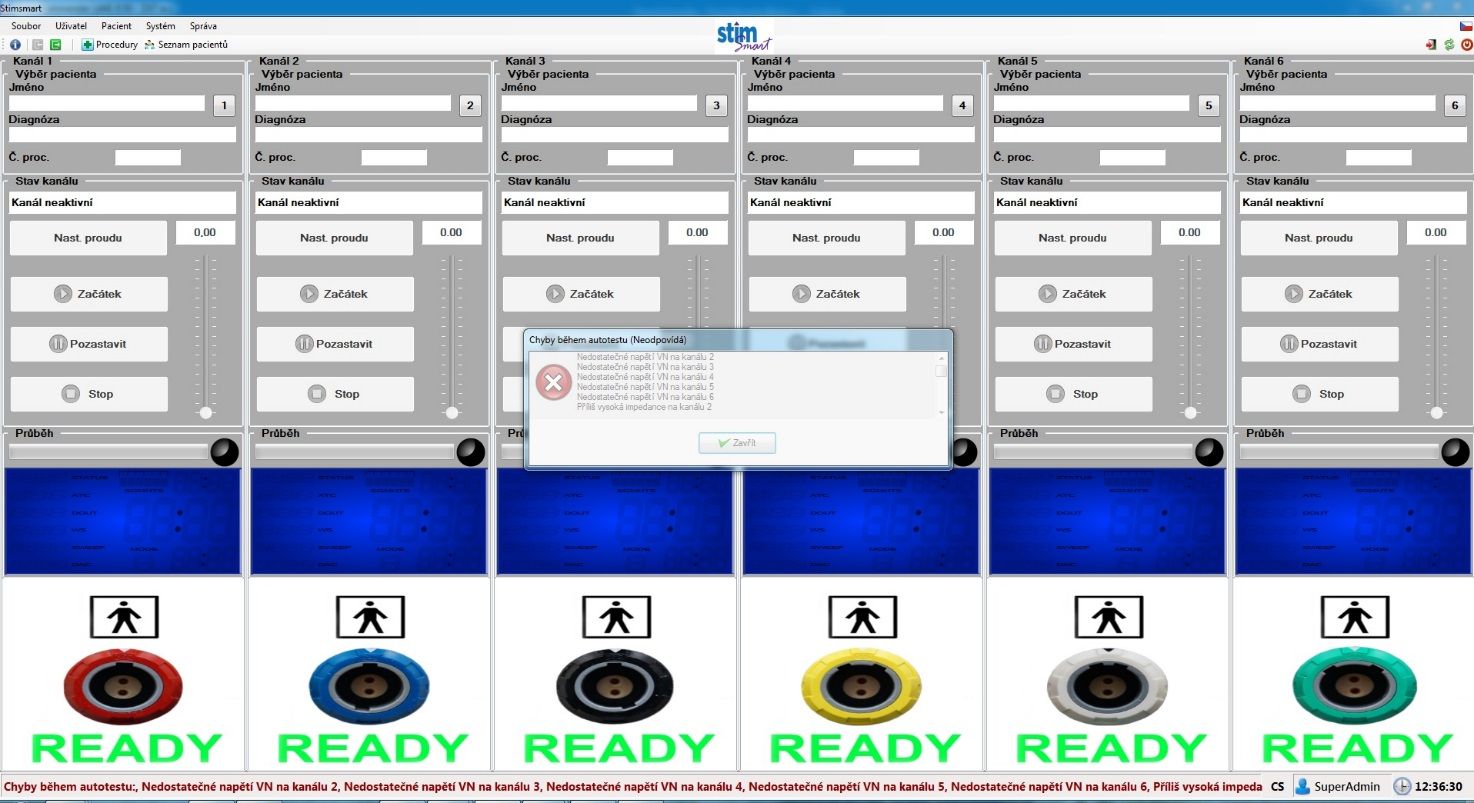 Stimsmart
Soubor Uživatel Pacient Systém Správa
stim Smart
Procedury Seznam pacientů
Kanál 1 Kanál 2 Kanál 3 Kanál 4 Kanál 5 Kanál 6
Výběr pacienta Výběr pacienta Výběr pacienta Výběr pacienta Výběr pacienta Výběr pacienta
Jméno Jméno Jméno Jméno Jméno Jméno
1 2 3 4 5 6
Diagnóza Diagnóza Diagnóza Diagnóza Diagnóza Diagnóza
Č. proc. Č. proc. Č. proc. Č. proc. Č. proc. Č. proc.
Stav kanálu Stav kanálu Stav kanálu Stav kanálu Stav kanálu Stav kanálu
Kanál neaktivní Kanál neaktivní Kanál neaktivní Kanál neaktivní Kanál neaktivní Kanál neaktivní
Nast. proudu 0,00 Nast. proudu 0.00 Nast. proudu 0.00 Nast. proudu 0.00 Nast. proudu 0.00 Nast. proudu 0.00
Začátek Začátek Začátek Začátek Začátek Začátek
Pozastavit Pozastavit Pozastavit Pozastavit Pozastavit
Stop Stop Stop Stop
Chyby během autotestu (Neodpovídá)
Nedostatečné napětí VN na kanálu 2
Nedostatečné napětí VN na kanálu 3
Nedostatečné napětí VN na kanálu 4
Nedostatečné napětí VN na kanálu 5
Nedostatečné napětí VN na kanálu 6
Příliš vysoká impedance na kanálu 2
Zavřít
Průběh Průběh Průběh Průběh
READY READY READY READY READY READY
Chyby během autotestu:, Nedostatečné napětí VN na kanálu 2, Nedostatečné napětí VN na kanálu 3, Nedostatečné napětí VN na kanálu 4, Nedostatečné napětí VN na kanálu 5, Nedostatečné napětí VN na kanálu 6, Příliš vysoká impeda CS SuperAdmin 12:36:30